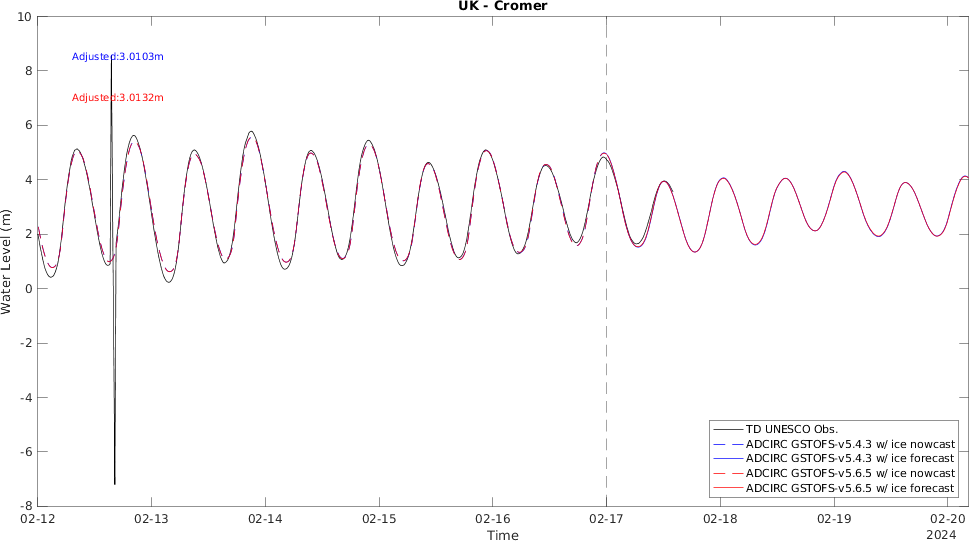 UK - Cromer
10
8
6
4
2
0
-2
-4
-6
-8
Water Level (m)
Adjusted:3.0103m
Adjusted:3.0132m
TD UNESCO Obs.
ADCIRC GSTOFS-v5.4.3 w/ ice nowcast
ADCIRC GSTOFS-v5.4.3 w/ ice forecast
ADCIRC GSTOFS-v5.6.5 w/ ice nowcast
ADCIRC GSTOFS-v5.6.5 w/ ice forecast
02-12 02-13 02-14 02-15 02-16 02-17 02-18 02-19 02-20
Time
2024